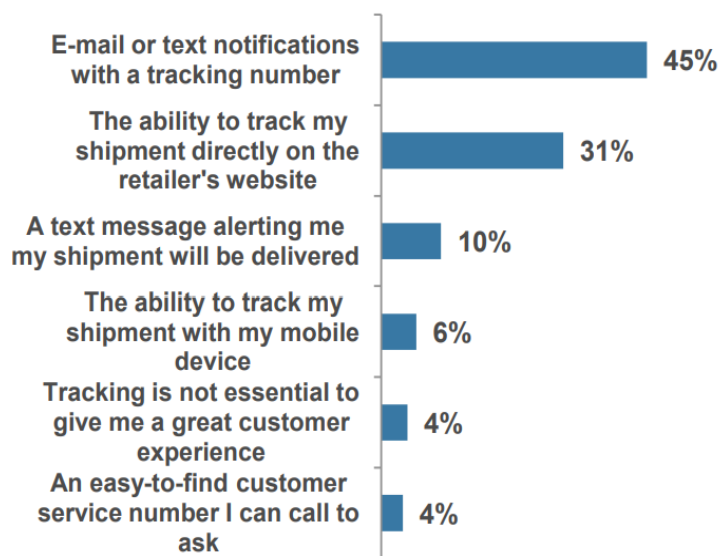 E-mail or text notifications
with a tracking number
45%
The ability to track my
shipment directly on the
retailer's website
31%
A text message alerting me
my shipment will be delivered
10%
The ability to track my
shipment with my mobile
device
6%
Tracking is not essential to
give me a great customer
experience
4%
An easy-to-find customer
service number I can call to
ask
4%